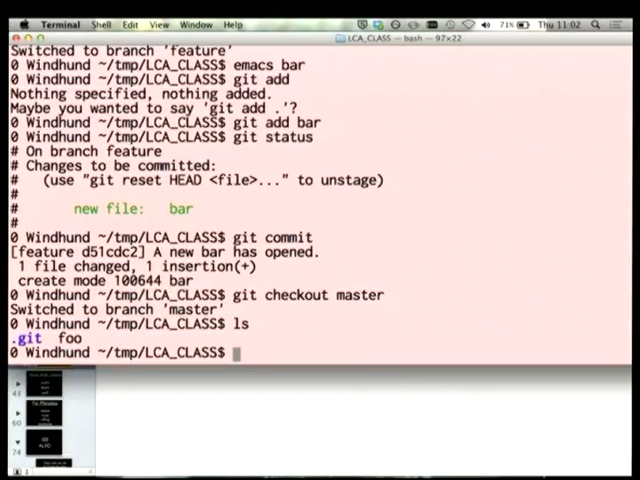 Terminal Shell Edit View Window Help 71% Thu 11:02
LCA_CLASS — bash — 97×22
Switched to branch 'feature'
0 Windhund ~/tmp/LCA_CLASS$ emacs bar
0 Windhund ~/tmp/LCA_CLASS$ git add
Nothing specified, nothing added.
Maybe you wanted to say 'git add .'?
0 Windhund ~/tmp/LCA_CLASS$ git add bar
0 Windhund ~/tmp/LCA_CLASS$ git status
# On branch feature
# Changes to be committed:
#   (use "git reset HEAD <file>..." to unstage)
#
#       new file:   bar
#
0 Windhund ~/tmp/LCA_CLASS$ git commit
[feature d51cdc2] A new bar has opened.
 1 file changed, 1 insertion(+)
 create mode 100644 bar
0 Windhund ~/tmp/LCA_CLASS$ git checkout master
Switched to branch 'master'
0 Windhund ~/tmp/LCA_CLASS$ ls
.git  foo
0 Windhund ~/tmp/LCA_CLASS$
60
74